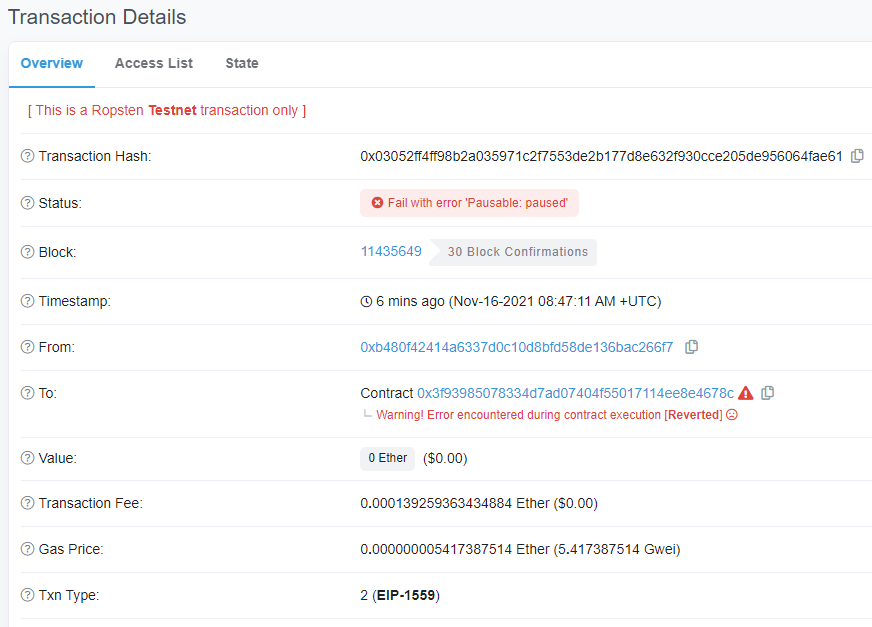 Transaction Details
Overview Access List State
[ This is a Ropsten Testnet transaction only ]
Transaction Hash: 0x03052ff4ff98b2a035971c2f7553de2b177d8e632f930cce205de956064fae61
Status: Fail with error 'Pausable: paused'
Block: 11435649 30 Block Confirmations
Timestamp: 6 mins ago (Nov-16-2021 08:47:11 AM +UTC)
From: 0xb480f42414a6337d0c10d8bfd58de136bac266f7
To: Contract 0x3f93985078334d7ad07404f55017114ee8e4678c
Warning! Error encountered during contract execution [Reverted]
Value: 0 Ether ($0.00)
Transaction Fee: 0.000139259363434884 Ether ($0.00)
Gas Price: 0.000000005417387514 Ether (5.417387514 Gwei)
Txn Type: 2 (EIP-1559)